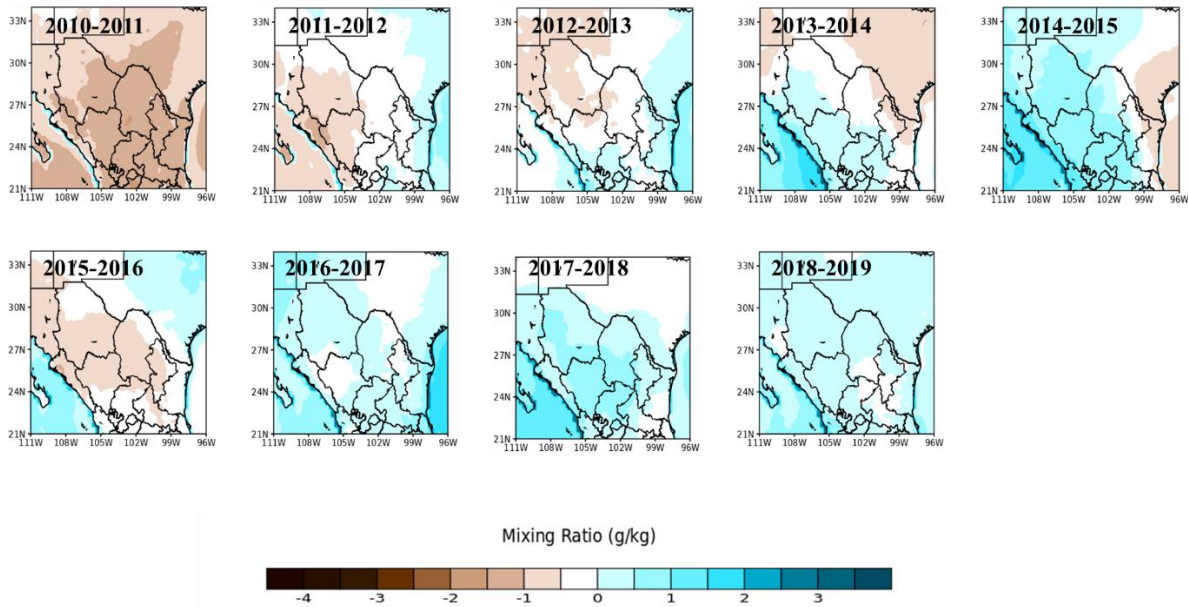 2010-2011 2011-2012 2012-2013 2013-2014 2014-2015
33N 33N 33N 33N 33N
30N 30N 30N 30N 30N
27N 27N 27N 27N 27N
24N 24N 24N 24N 24N
21N 21N 21N 21N 21N
111W 108W 105W 102W 99W 96W 111W 108W 105W 102W 99W 96W 111W 108W 105W 102W 99W 96W 111W 108W 105W 102W 99W 96W 111W 108W 105W 102W 99W 96W
2015-2016 2016-2017 2017-2018 2018-2019
33N 33N 33N 33N
30N 30N 30N 30N
27N 27N 27N 27N
24N 24N 24N 24N
21N 21N 21N 21N
111W 108W 105W 102W 99W 96W 111W 108W 105W 102W 99W 96W 111W 108W 105W 102W 99W 96W 111W 108W 105W 102W 99W 96W
Mixing Ratio (g/kg)
-4 -3 -2 -1 0 1 2 3